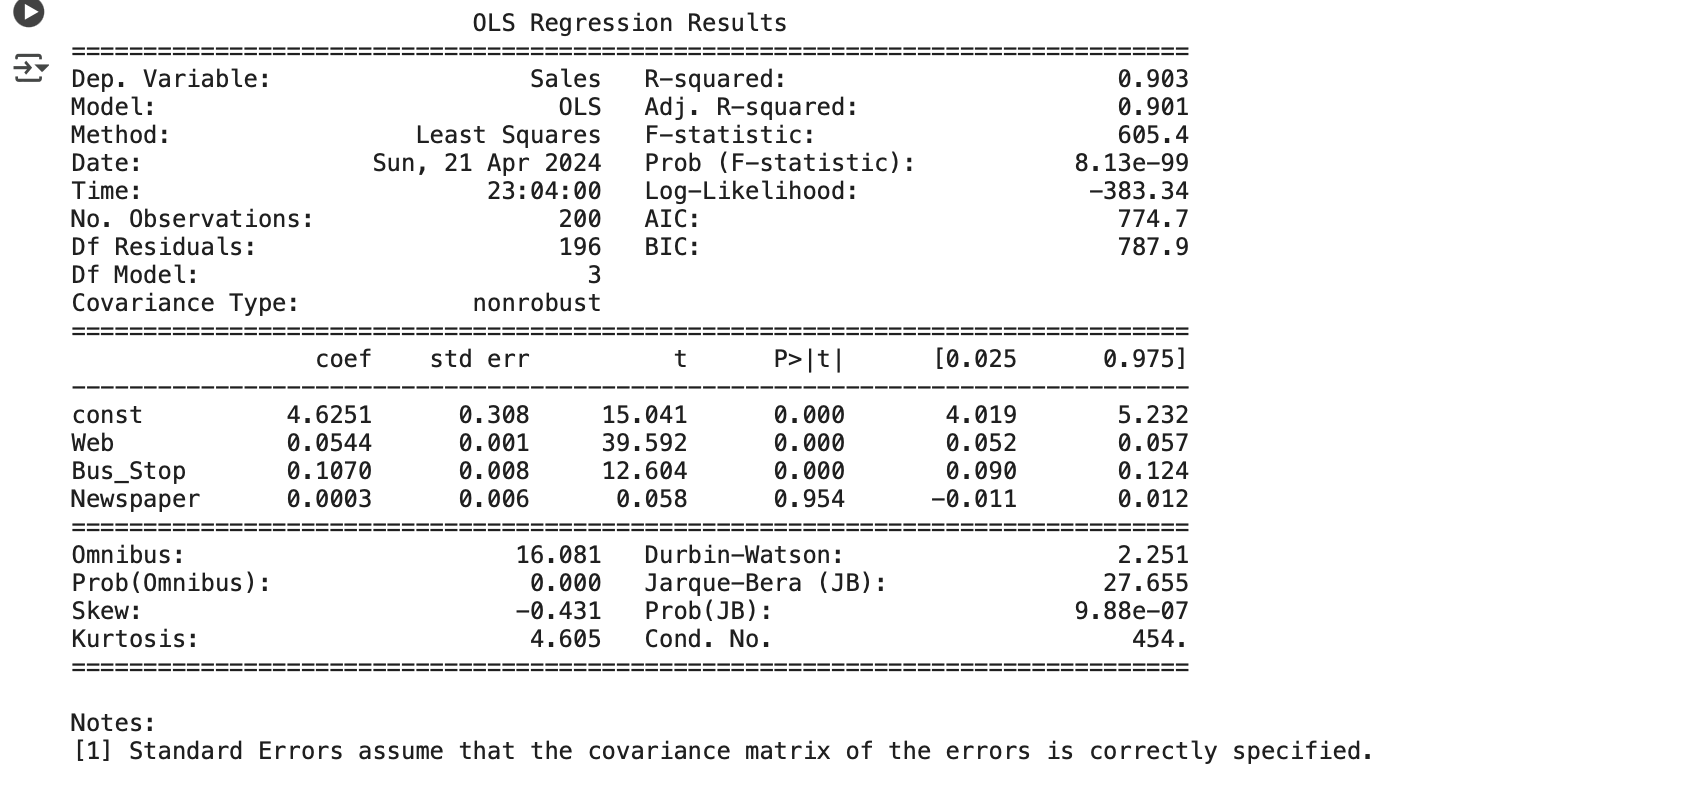 OLS Regression Results
==============================================================================
Dep. Variable:                  Sales   R-squared:                       0.903
Model:                            OLS   Adj. R-squared:                  0.901
Method:                 Least Squares   F-statistic:                     605.4
Date:                Sun, 21 Apr 2024   Prob (F-statistic):           8.13e-99
Time:                        23:04:00   Log-Likelihood:                -383.34
No. Observations:                 200   AIC:                             774.7
Df Residuals:                     196   BIC:                             787.9
Df Model:                           3
Covariance Type:            nonrobust
==============================================================================
                 coef    std err          t      P>|t|      [0.025      0.975]
------------------------------------------------------------------------------
const          4.6251      0.308     15.041      0.000       4.019       5.232
Web            0.0544      0.001     39.592      0.000       0.052       0.057
Bus_Stop       0.1070      0.008     12.604      0.000       0.090       0.124
Newspaper      0.0003      0.006      0.058      0.954      -0.011       0.012
==============================================================================
Omnibus:                       16.081   Durbin-Watson:                   2.251
Prob(Omnibus):                  0.000   Jarque-Bera (JB):               27.655
Skew:                          -0.431   Prob(JB):                     9.88e-07
Kurtosis:                       4.605   Cond. No.                         454.
==============================================================================

Notes:
[1] Standard Errors assume that the covariance matrix of the errors is correctly specified.